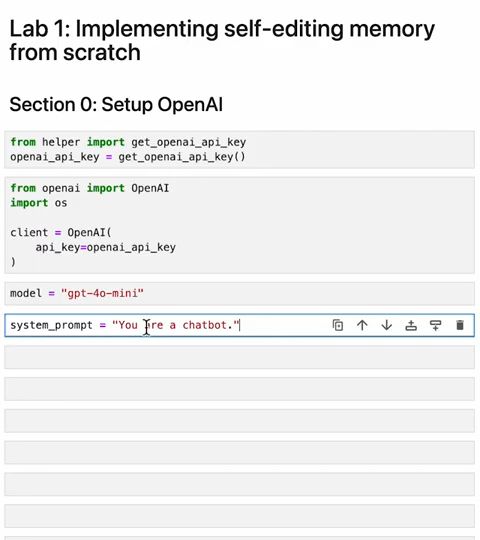 Lab 1: Implementing self-editing memory
from scratch
Section 0: Setup OpenAI
from helper import get_openai_api_key
openai_api_key = get_openai_api_key()
from openai import OpenAI
import os
client = OpenAI(
    api_key=openai_api_key
)
model = "gpt-4o-mini"
system_prompt = "You are a chatbot."